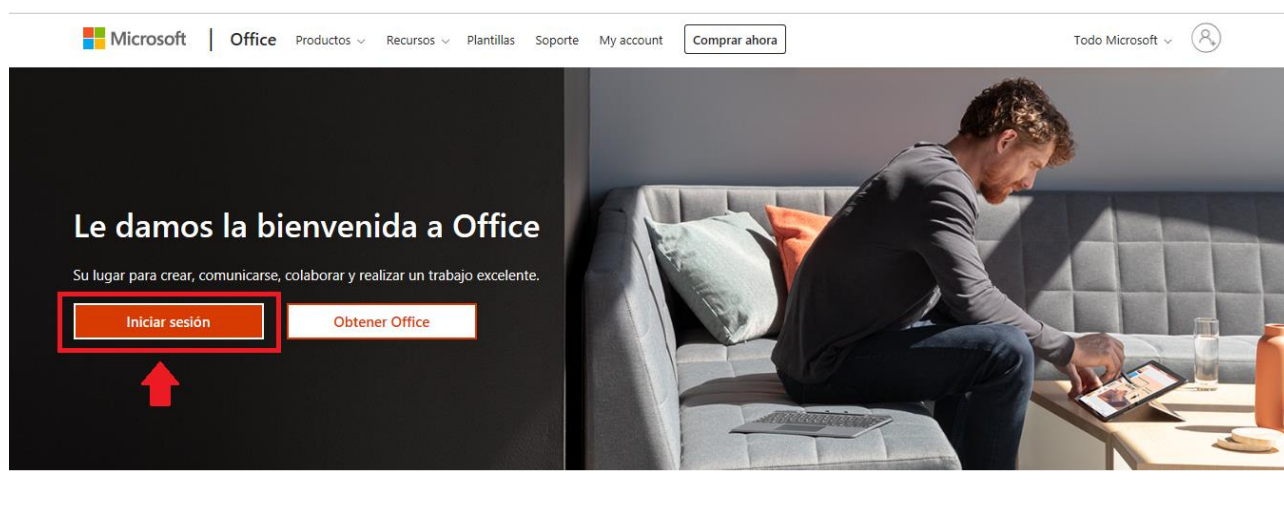 Microsoft | Office Productos Recursos Plantillas Soporte My account Comprar ahora Todo Microsoft
Le damos la bienvenida a Office
Su lugar para crear, comunicarse, colaborar y realizar un trabajo excelente.
Iniciar sesión Obtener Office